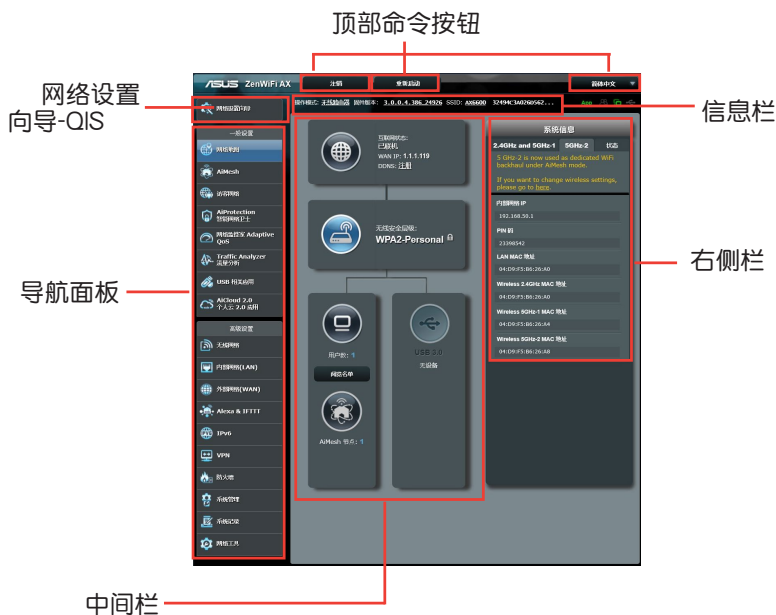 顶部命令按钮
网络设置
向导-QIS
信息栏
导航面板
右侧栏
中间栏
ASUS ZenWiFi AX
注销
重新启动
简体中文
网络设置向导
操作模式: 无线路由器 固件版本: 3.0.0.4.386_24926 SSID: AX6600 32494C3A0260562...
App
一般设置
网络地图
AiMesh
访客网络
AiProtection
智能网络卫士
网络监控家 Adaptive
QoS
Traffic Analyzer
流量分析
USB 相关应用
AiCloud 2.0
个人云 2.0 应用
高级设置
无线网络
内部网络(LAN)
外部网络(WAN)
Alexa & IFTTT
IPv6
VPN
防火墙
系统管理
系统记录
网络工具
互联网状态:
已联机
WAN IP: 1.1.1.119
DDNS: 注册
无线安全层级:
WPA2-Personal
用户数: 1
阅览名单
AiMesh 节点: 1
USB 3.0
无设备
系统信息
2.4GHz and 5GHz-1
5GHz-2
状态
5 GHz-2 is now used as dedicated WiFi
backhaul under AiMesh mode.
If you want to change wireless settings,
please go to here.
内部网络 IP
192.168.50.1
PIN 码
23398542
LAN MAC 地址
04:D9:F5:B6:26:A0
Wireless 2.4GHz MAC 地址
04:D9:F5:B6:26:A0
Wireless 5GHz-1 MAC 地址
04:D9:F5:B6:26:A4
Wireless 5GHz-2 MAC 地址
04:D9:F5:B6:26:A8